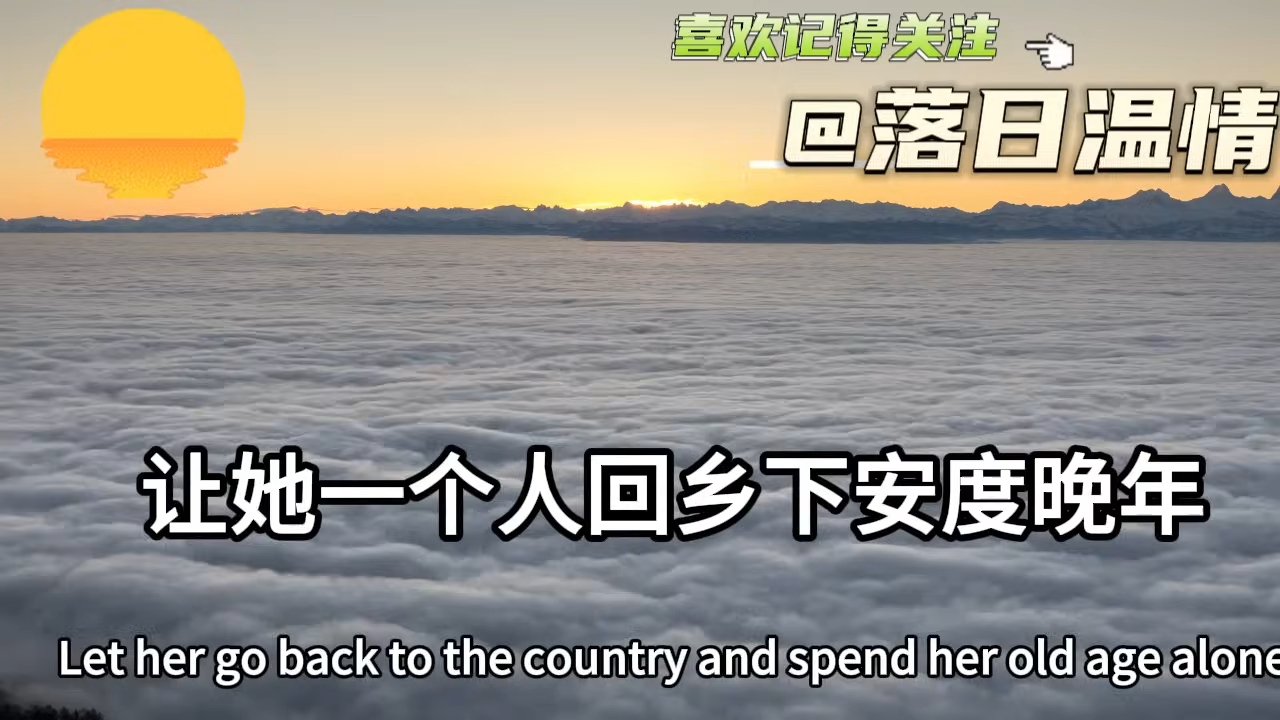 喜欢记得关注
@落日温情
让她一个人回乡下安度晚年
Let her go back to the country and spend her old age alone